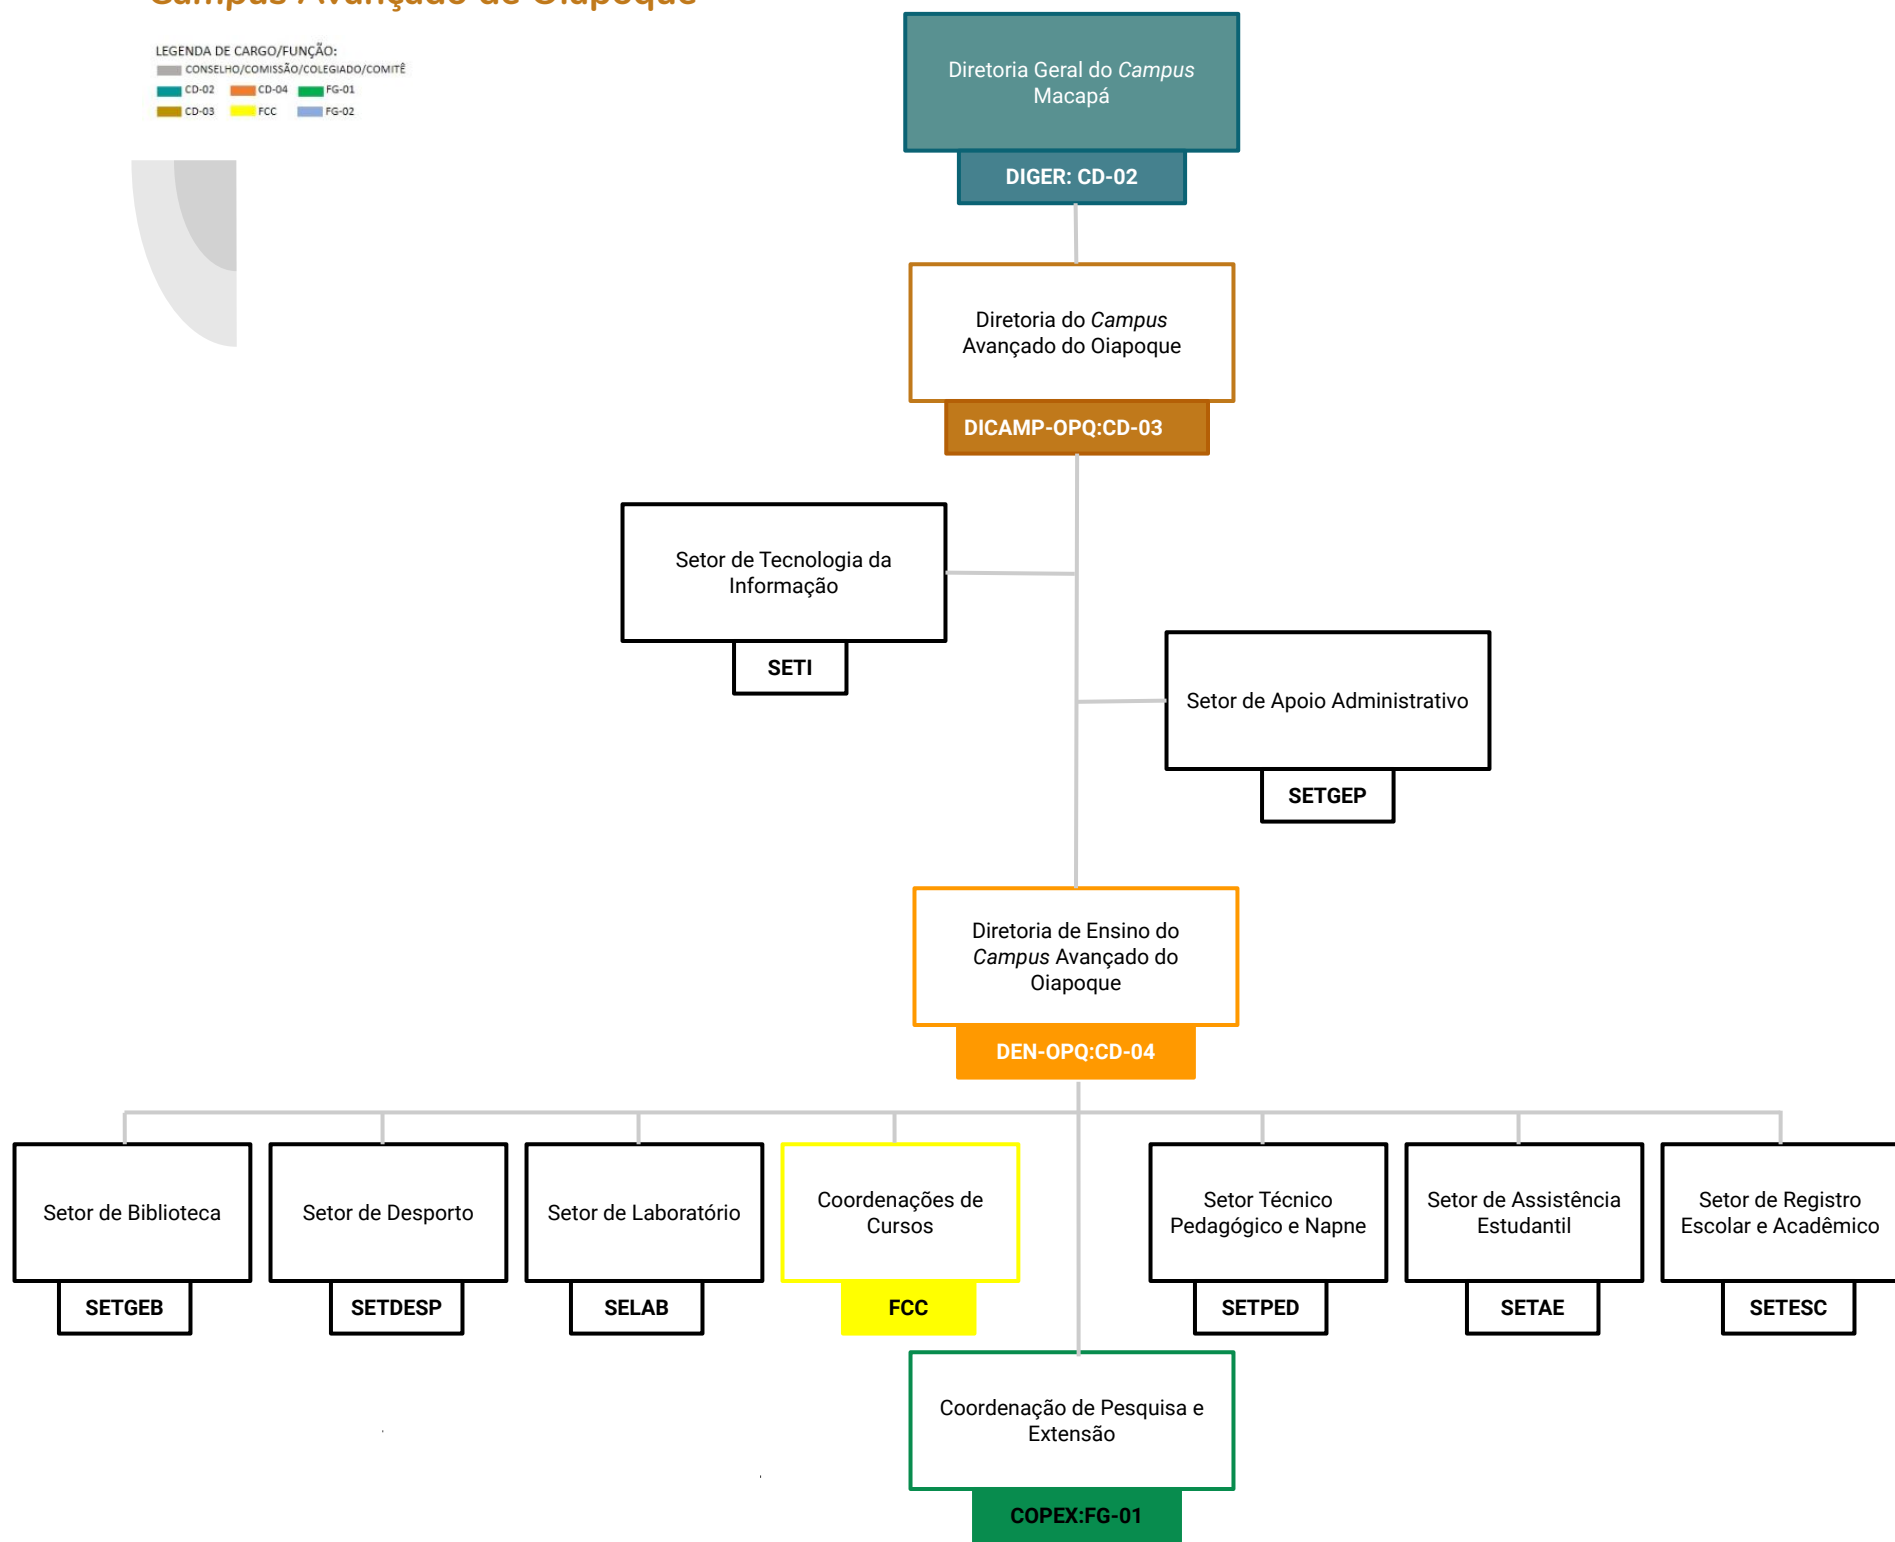 Campus Avançado de Oiapoque
LEGENDA DE CARGO/FUNÇÃO:
CONSELHO/COMISSÃO/COLEGIADO/COMITÊ
CD-02 CD-04 FG-01
CD-03 FCC FG-02
Diretoria Geral do Campus
Macapá
DIGER: CD-02
Diretoria do Campus
Avançado do Oiapoque
DICAMP-OPQ:CD-03
Setor de Tecnologia da
Informação
SETI
Setor de Apoio Administrativo
SETGEP
Diretoria de Ensino do
Campus Avançado do
Oiapoque
DEN-OPQ:CD-04
Setor de Biblioteca
SETGEB
Setor de Desporto
SETDESP
Setor de Laboratório
SELAB
Coordenações de
Cursos
FCC
Setor Técnico
Pedagógico e Napne
SETPED
Setor de Assistência
Estudantil
SETAE
Setor de Registro
Escolar e Acadêmico
SETESC
Coordenação de Pesquisa e
Extensão
COPEX:FG-01